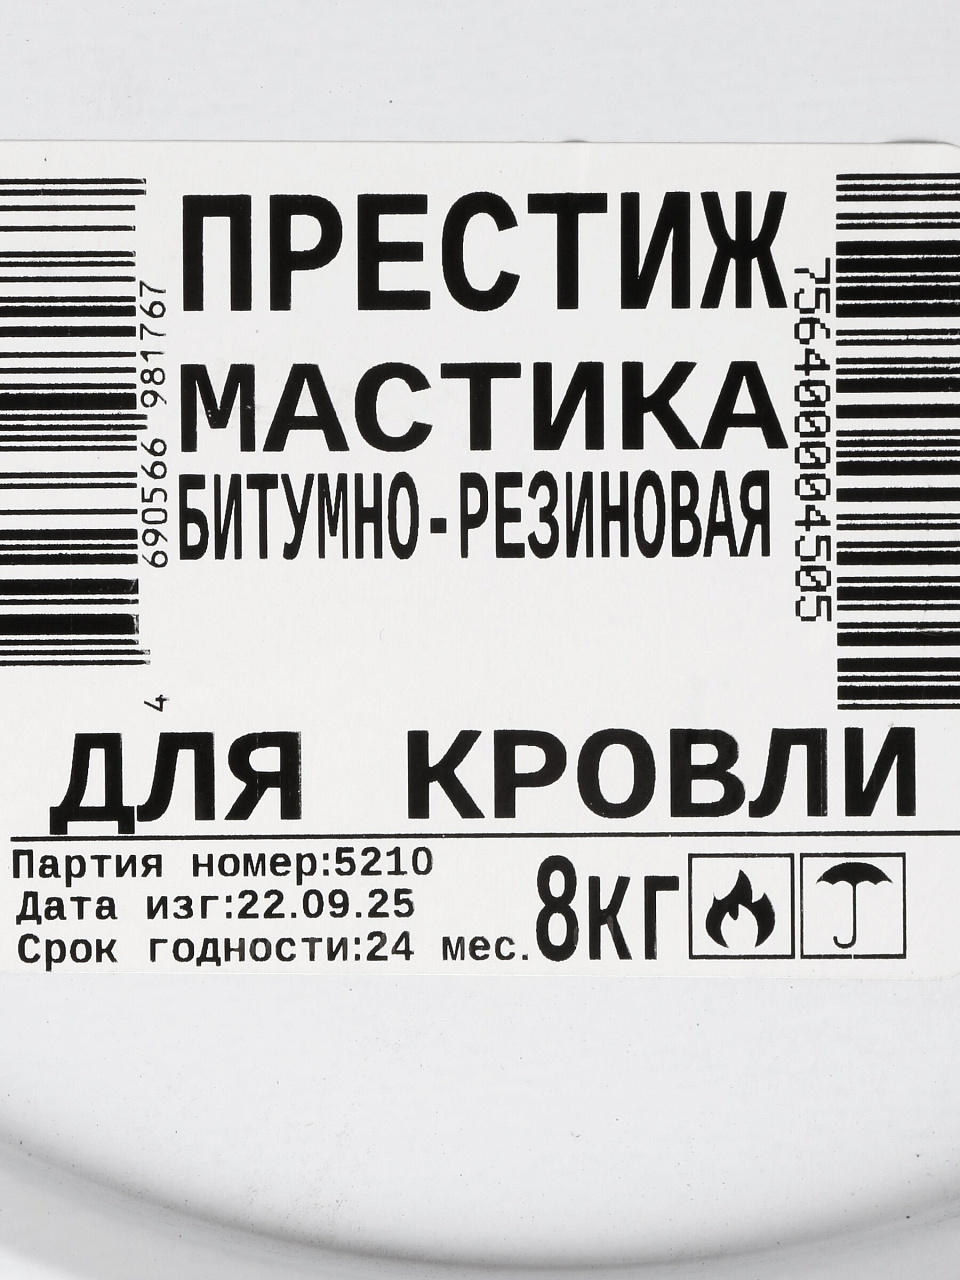 ПРЕСТИЖ
МАСТИКА
БИТУМНО-РЕЗИНОВАЯ
ДЛЯ КРОВЛИ
4 690566 981767
7564000004505
Партия номер:5210
Дата изг:22.09.25
Срок годности:24 мес.
8кг